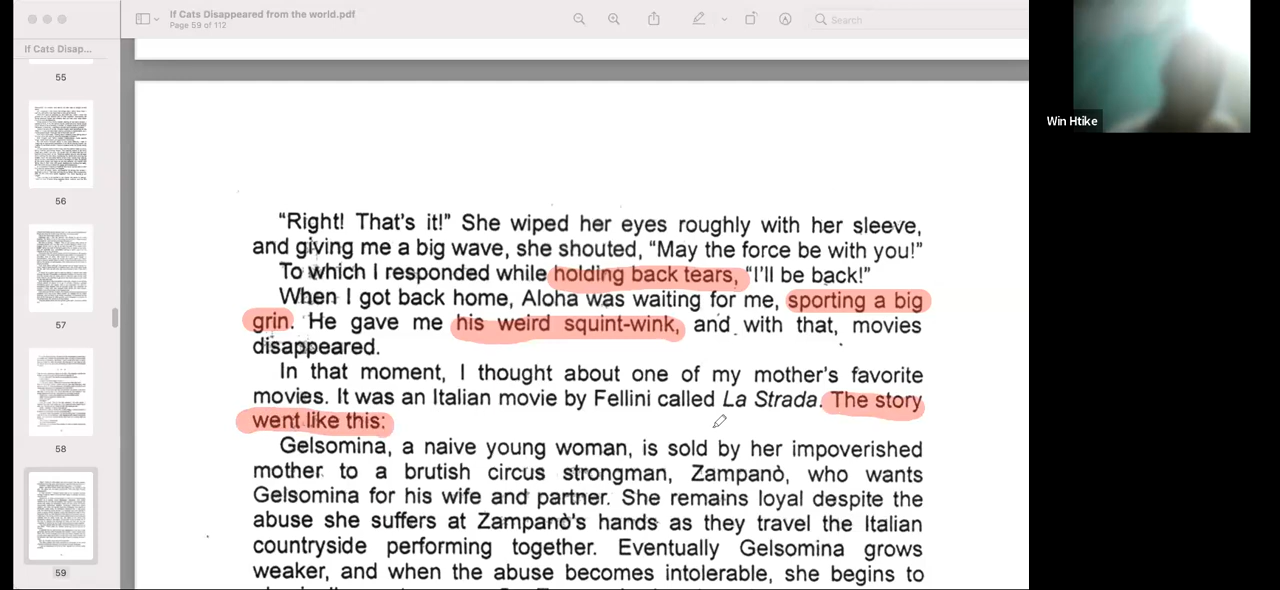 If Cats Disappeared from the world.pdf
Page 59 of 112
Search
If Cats Disap...
55
56
57
58
59
Win Htike
“Right! That's it!” She wiped her eyes roughly with her sleeve,
and giving me a big wave, she shouted, “May the force be with you!”
To which I responded while holding back tears, “I'll be back!”
When I got back home, Aloha was waiting for me, sporting a big
grin. He gave me his weird squint-wink, and with that, movies
disappeared.
In that moment, I thought about one of my mother's favorite
movies. It was an Italian movie by Fellini called La Strada. The story
went like this:
Gelsomina, a naive young woman, is sold by her impoverished
mother to a brutish circus strongman, Zampanò, who wants
Gelsomina for his wife and partner. She remains loyal despite the
abuse she suffers at Zampanò's hands as they travel the Italian
countryside performing together. Eventually Gelsomina grows
weaker, and when the abuse becomes intolerable, she begins to